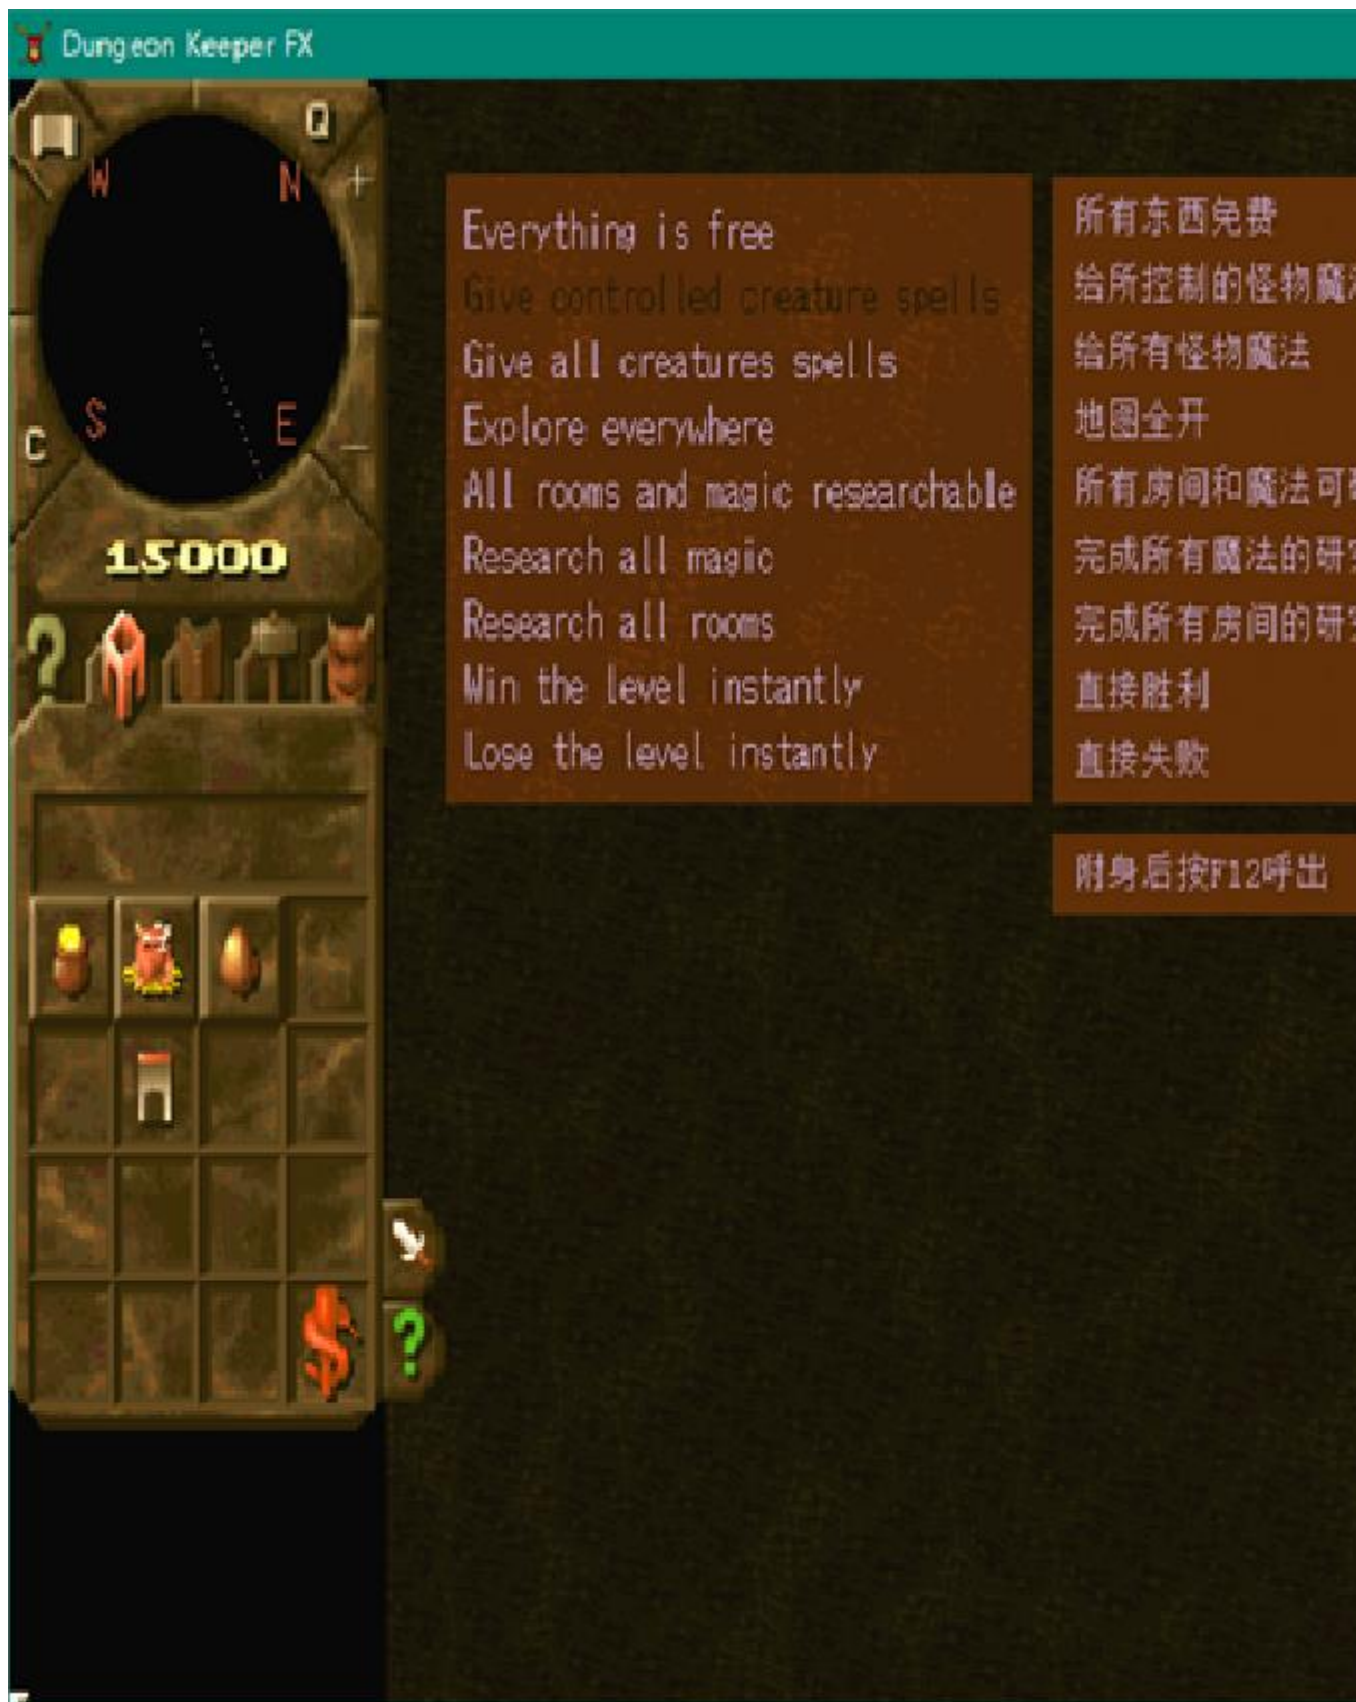 Dungeon Keeper FX
W
N
+
S
E
C
—
15000
Everything is free
Give controlled creature spells
Give all creatures spells
Explore everywhere
All rooms and magic researchable
Research all magic
Research all rooms
Win the level instantly
Lose the level instantly
所有东西免费
给所控制的怪物魔
给所有怪物魔法
地图全开
所有房间和魔法可
完成所有魔法的研
完成所有房间的研
直接胜利
直接失败
附身后按F12呼出
?
?